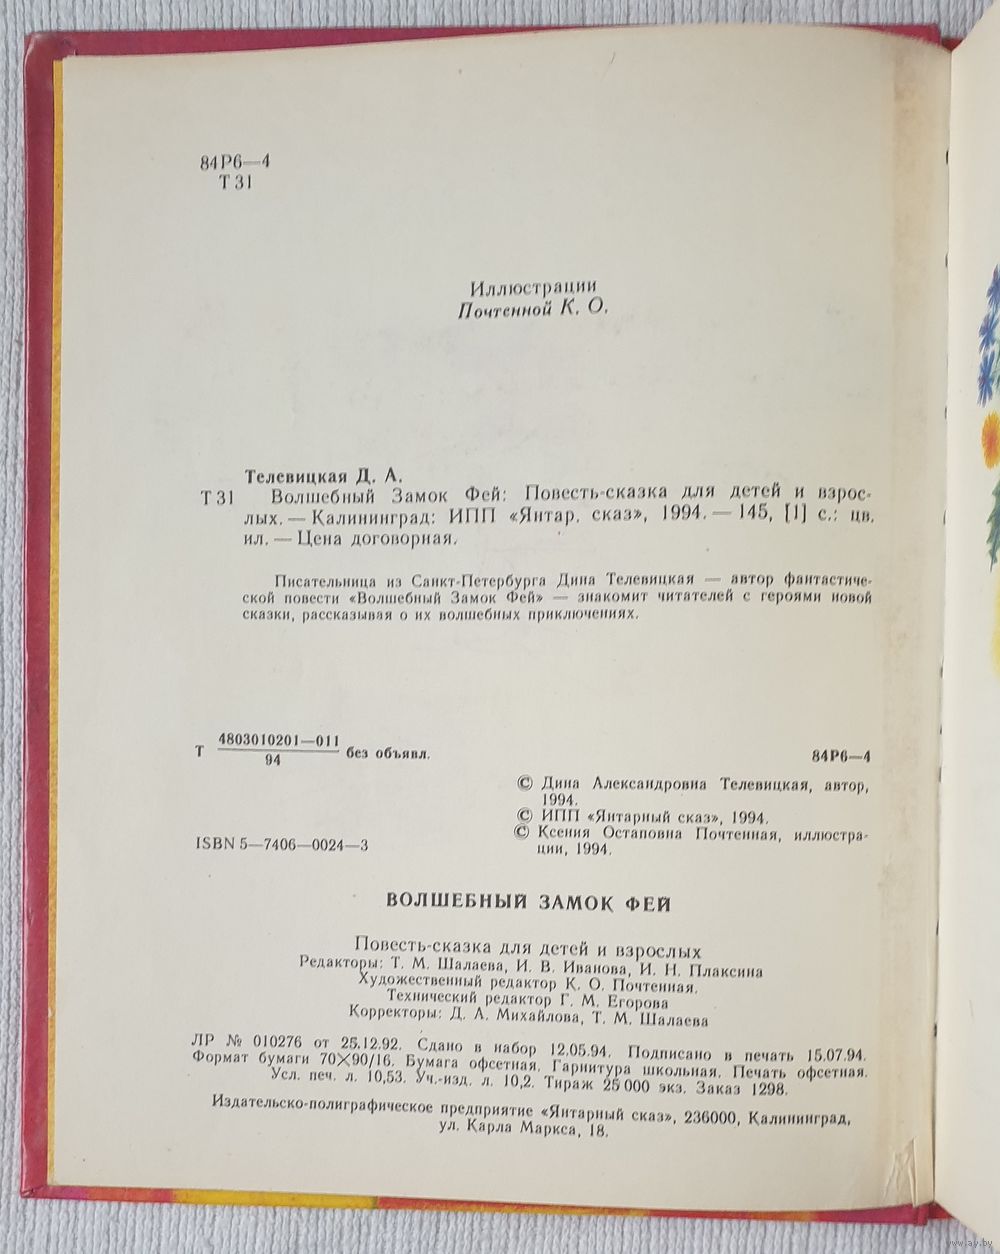 84Р6—4
Т 31
Иллюстрации
Почтенной К. О.
Телевицкая Д. А.
Т 31 Волшебный Замок Фей: Повесть-сказка для детей и взрос-
лых. — Калининград: ИПП «Янтар. сказ», 1994. — 145, [1] с.: цв.
ил. — Цена договорная.
Писательница из Санкт-Петербурга Дина Телевицкая — автор фантастиче-
ской повести «Волшебный Замок Фей» — знакомит читателей с героями новой
сказки, рассказывая о их волшебных приключениях.
Т 4803010201—011 без объявл.
94
84Р6—4
© Дина Александровна Телевицкая, автор,
1994.
© ИПП «Янтарный сказ», 1994.
© Ксения Остаповна Почтенная, иллюстра-
ции, 1994.
ISBN 5—7406—0024—3
ВОЛШЕБНЫЙ ЗАМОК ФЕЙ
Повесть-сказка для детей и взрослых
Редакторы: Т. М. Шалаева, И. В. Иванова, И. Н. Плаксина
Художественный редактор К. О. Почтенная.
Технический редактор Г. М. Егорова
Корректоры: Д. А. Михайлова, Т. М. Шалаева
ЛР № 010276 от 25.12.92. Сдано в набор 12.05.94. Подписано в печать 15.07.94.
Формат бумаги 70×90/16. Бумага офсетная. Гарнитура школьная. Печать офсетная.
Усл. печ. л. 10,53. Уч.-изд. л. 10,2. Тираж 25 000 экз. Заказ 1298.
Издательско-полиграфическое предприятие «Янтарный сказ», 236000, Калининград,
ул. Карла Маркса, 18.
www.ay.by